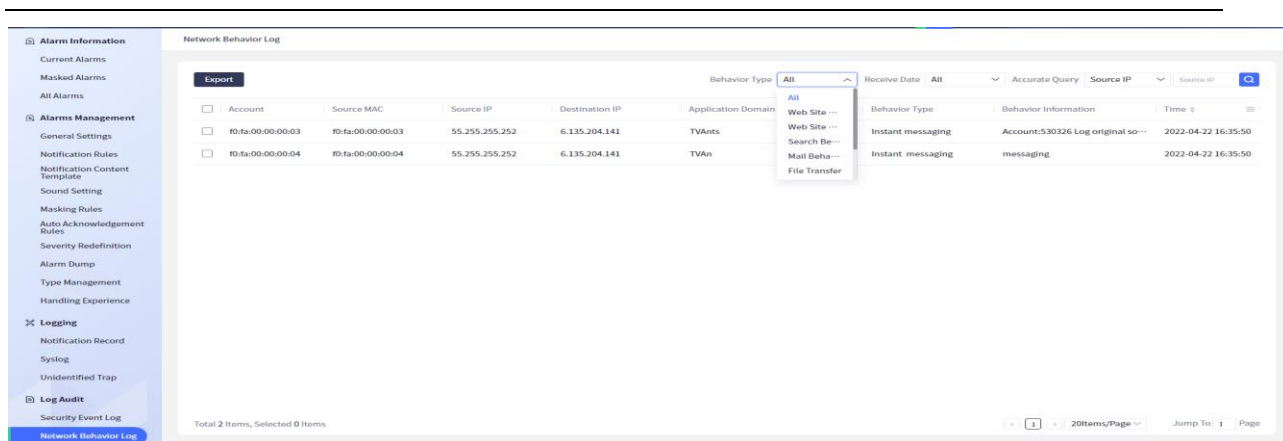 Alarm Information
Current Alarms
Masked Alarms
All Alarms
Alarms Management
General Settings
Notification Rules
Notification Content
Template
Sound Setting
Masking Rules
Auto Acknowledgement
Rules
Severity Redefinition
Alarm Dump
Type Management
Handling Experience
Logging
Notification Record
Syslog
Unidentified Trap
Log Audit
Security Event Log
Network Behavior Log
Network Behavior Log
Export Behavior Type All Receive Date All Accurate Query Source IP Source IP
Account Source MAC Source IP Destination IP Application Domain Behavior Type Behavior Information Time
f0:fa:00:00:00:03 f0:fa:00:00:00:03 55.255.255.252 6.135.204.141 TVAnts Instant messaging Account:530326 Log original so··· 2022-04-22 16:35:50
f0:fa:00:00:00:04 f0:fa:00:00:00:04 55.255.255.252 6.135.204.141 TVAn Instant messaging messaging 2022-04-22 16:35:50
All
Web Site ···
Web Site ···
Search Be···
Mail Beha···
File Transfer
Total 2 Items, Selected 0 Items 1 20Items/Page Jump To 1 Page